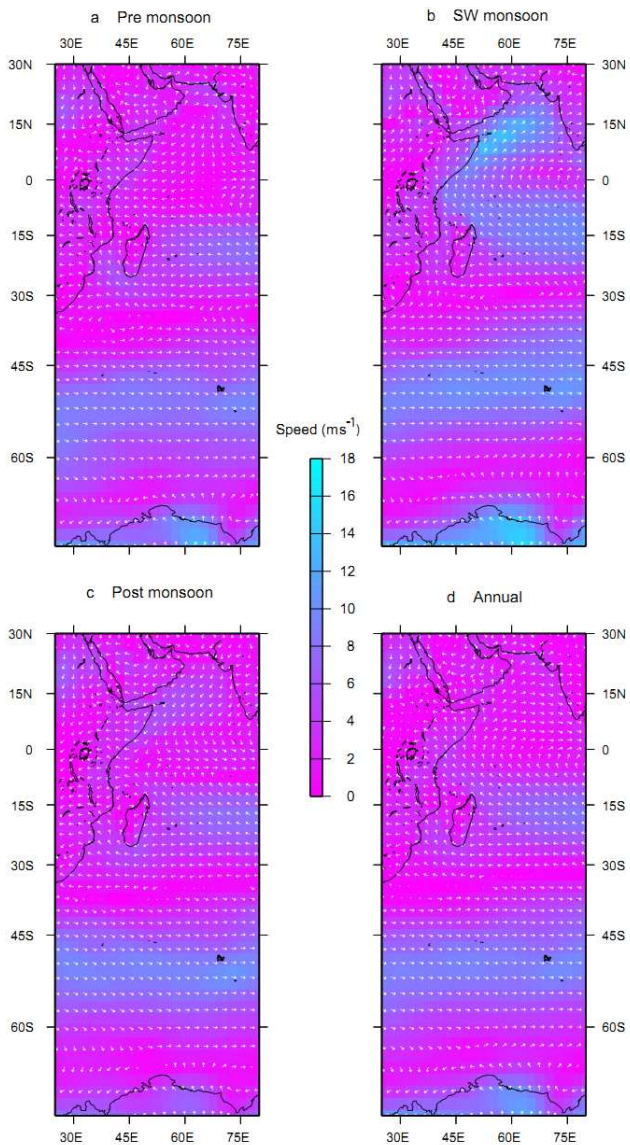 a Pre monsoon
b SW monsoon
30E 45E 60E 75E
30E 45E 60E 75E
30N
30N
15N
15N
0
0
15S
15S
30S
30S
45S
45S
60S
60S
Speed (ms-1)
18
16
14
12
10
8
6
4
2
0
c Post monsoon
d Annual
30N
30N
15N
15N
0
0
15S
15S
30S
30S
45S
45S
60S
60S
30E 45E 60E 75E
30E 45E 60E 75E